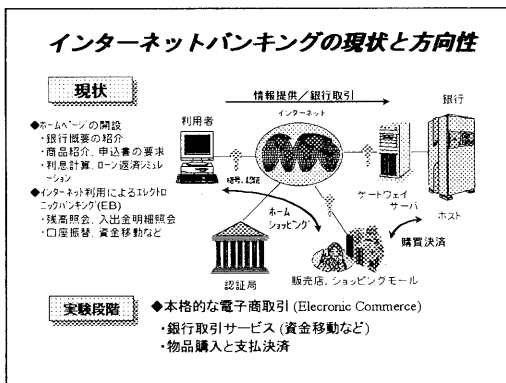 インターネットバンキングの現状と方向性
現状
◆ホームページの開設
・銀行概要の紹介
・商品紹介、申込書の要求
・利息計算、ローン返済シミュレ
ーション
◆インターネット利用によるエレクトロ
ニックバンキング(EB)
・残高照会、入出金明細照会
・口座振替、資金移動など
情報提供/銀行取引
インターネット
利用者
銀行
暗号、認証
ゲートウェイ
サーバ
ホスト
ホーム
ショッピング
購買決済
認証局
販売店、ショッピングモール
実験段階
◆本格的な電子商取引 (Elecronic Commerce)
・銀行取引サービス (資金移動など)
・物品購入と支払決済